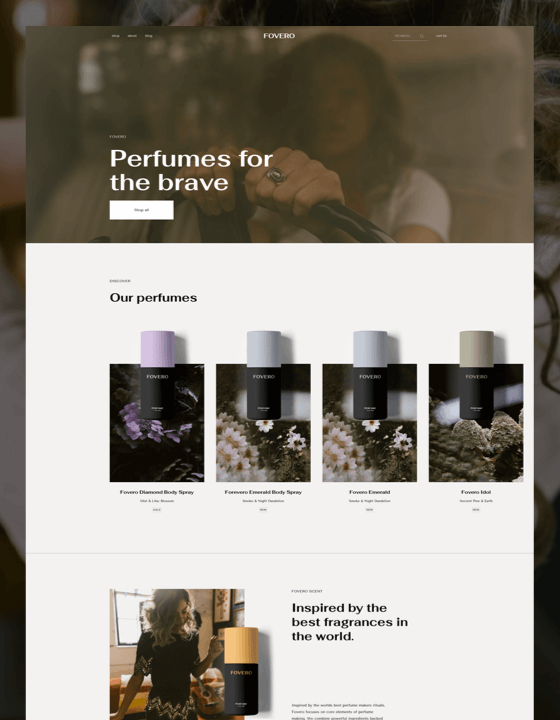 shop about blog
FOVERO
cart (0)
FOVERO
Perfumes for
the brave
Shop all
DISCOVER
Our perfumes
FOVERO
FOVERO
FOVERO
FOVERO
Fovero Diamond Body Spray
Forevero Emerald Body Spray
Fovero Emerald
Fovero Idol
Idol & Lilac Blossom
Smoke & Night Dandelion
Smoke & Night Dandelion
Second Pine & Earth
SALE
NEW
NEW
FOVERO SCENT
Inspired by the
best fragrances in
the world.
FOVERO
Inspired by the worlds best perfume makers rituals,
Fovero focuses on core elements of perfume
making. We combine powerful ingredients backed